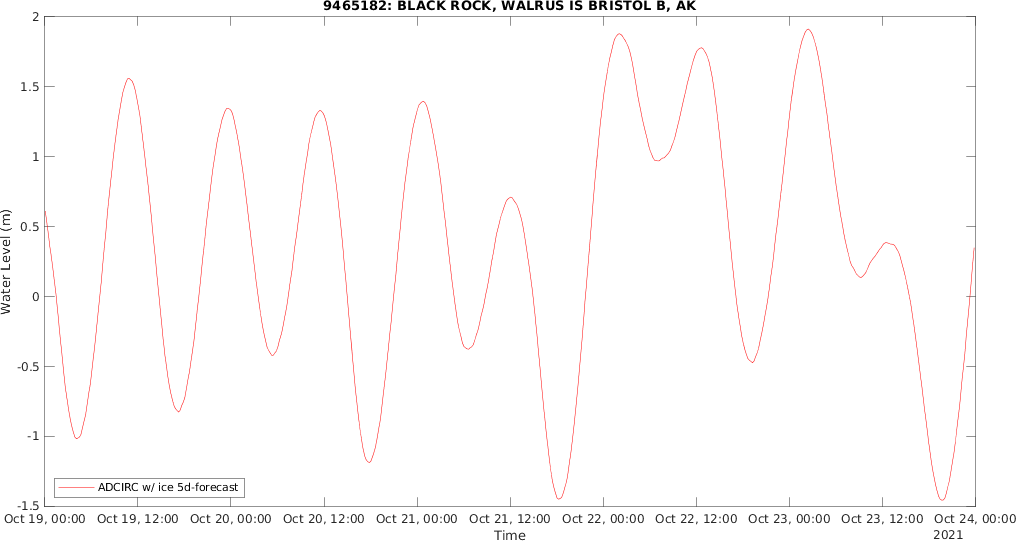 9465182: BLACK ROCK, WALRUS IS BRISTOL B, AK
2
1.5
1
0.5
0
-0.5
-1
-1.5
Water Level (m)
ADCIRC w/ ice 5d-forecast
Oct 19, 00:00 Oct 19, 12:00 Oct 20, 00:00 Oct 20, 12:00 Oct 21, 00:00 Oct 21, 12:00 Oct 22, 00:00 Oct 22, 12:00 Oct 23, 00:00 Oct 23, 12:00 Oct 24, 00:00
Time
2021